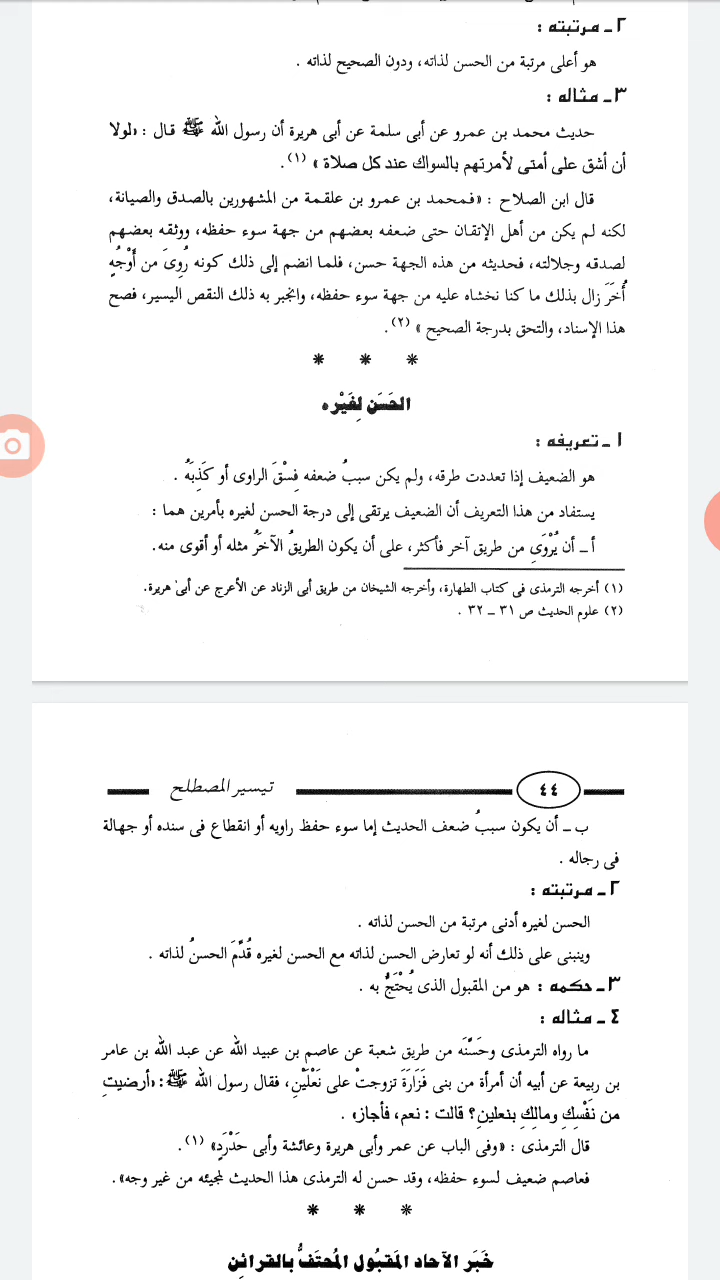 ٢ ـ مرتبته :
هو أعلى مرتبة من الحسن لذاته، ودون الصحيح لذاته .
٣ ـ مثاله :
حديث محمد بن عمرو عن أبى سلمة عن أبى هريرة أن رسول الله ﷺ قال : «لولا
أن أشق على أمتى لأمرتهم بالسواك عند كل صلاة » (١) .
قال ابن الصلاح : «فمحمد بن عمرو بن علقمة من المشهورين بالصدق والصيانة،
لكنه لم يكن من أهل الإتقان حتى ضعفه بعضهم من جهة سوء حفظه، ووثقه بعضهم
لصدقه وجلالته، فحديثه من هذه الجهة حسن، فلما انضم إلى ذلك كونه رُوِىَ من أَوْجُهٍ
أُخَرَ زال بذلك ما كنا نخشاه عليه من جهة سوء حفظه، وانجبر به ذلك النقص اليسير، فصح
هذا الإسناد، والتحق بدرجة الصحيح » (٢) .
* * *
الحَسَن لِغَيْره
١ ـ تعريفه :
هو الضعيف إذا تعددت طرقه، ولم يكن سببُ ضعفه فِسْقَ الراوى أو كَذِبَهُ .
يستفاد من هذا التعريف أن الضعيف يرتقى إلى درجة الحسن لغيره بأمرين هما :
أ ـ أن يُرْوَى من طريق آخر فأكثر، على أن يكون الطريقُ الآخَرُ مثله أو أقوى منه.
(١) أخرجه الترمذى فى كتاب الطهارة، وأخرجه الشيخان من طريق أبى الزناد عن الأعرج عن أبى هريرة.
(٢) علوم الحديث ص ٣١ ـ ٣٢ .
٤٤ تيسير المصطلح
ب ـ أن يكون سببُ ضعف الحديث إما سوء حفظ راويه أو انقطاع فى سنده أو جهالة
فى رجاله .
٢ ـ مرتبته :
الحسن لغيره أدنى مرتبة من الحسن لذاته .
وينبنى على ذلك أنه لو تعارض الحسن لذاته مع الحسن لغيره قُدِّمَ الحسنُ لذاته .
٣ ـ حكمه : هو من المقبول الذى يُحْتَجُّ به .
٤ ـ مثاله :
ما رواه الترمذى وحَسَّنَه من طريق شعبة عن عاصم بن عبيد الله عن عبد الله بن عامر
بن ربيعة عن أبيه أن أمرأة من بنى فَزَارَةَ تزوجتْ على نَعْلَيْنِ، فقال رسول الله ﷺ: «أرضيتِ
من نَفْسِكِ ومالِكِ بنعلينِ؟ قالت : نعم، فأجاز» .
قال الترمذى : «وفى الباب عن عمر وأبى هريرة وعائشة وأبى حَدْرَدٍ» (١).
فعاصم ضعيف لسوء حفظه، وقد حسن له الترمذى هذا الحديث لمجيئه من غير وجه».
* * *
خَبَر الآحاد المَقبُول المُحتَفُّ بالقرائِن